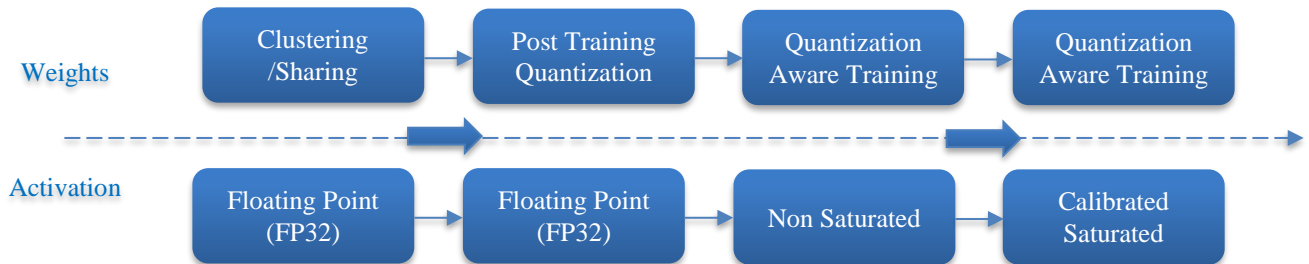 Weights
Clustering
/Sharing
Post Training
Quantization
Quantization
Aware Training
Quantization
Aware Training
Activation
Floating Point
(FP32)
Floating Point
(FP32)
Non Saturated
Calibrated
Saturated